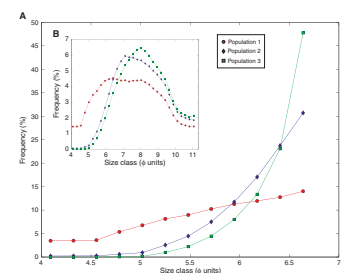 A
B
Population 1
Population 2
Population 3
Frequency (%)
50
45
40
35
30
25
20
15
10
5
0
4
4.5
5
5.5
6
6.5
7
Size class (ϕ units)
Frequency (%)
7
6
5
4
3
2
1
0
4 5 6 7 8 9 10 11
Size class (ϕ units)